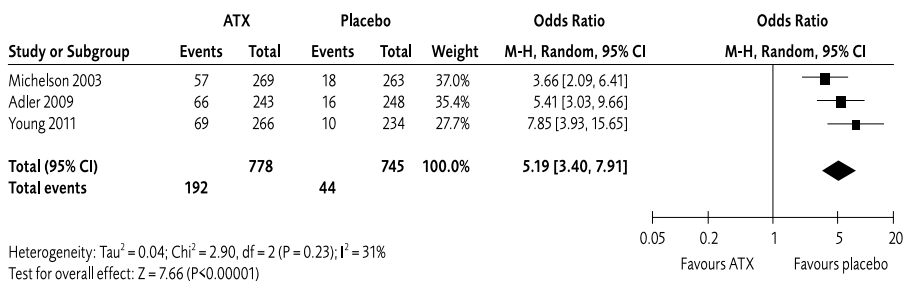 ATX Placebo Odds Ratio Odds Ratio
Study or Subgroup Events Total Events Total Weight M-H, Random, 95% CI M-H, Random, 95% CI
Michelson 2003 57 269 18 263 37.0% 3.66 [2.09, 6.41]
Adler 2009 66 243 16 248 35.4% 5.41 [3.03, 9.66]
Young 2011 69 266 10 234 27.7% 7.85 [3.93, 15.65]
Total (95% CI) 778 745 100.0% 5.19 [3.40, 7.91]
Total events 192 44
0.05 0.2 1 5 20
Favours ATX Favours placebo
Heterogeneity: Tau² = 0.04; Chi² = 2.90, df = 2 (P = 0.23); I² = 31%
Test for overall effect: Z = 7.66 (P<0.00001)